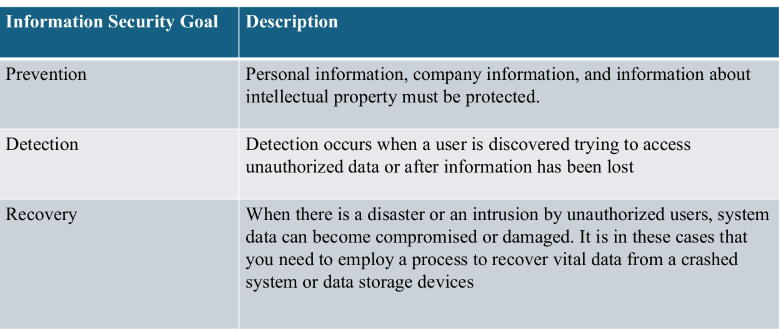 Information Security Goal
Description
Prevention
Personal information, company information, and information about
intellectual property must be protected.
Detection
Detection occurs when a user is discovered trying to access
unauthorized data or after information has been lost
Recovery
When there is a disaster or an intrusion by unauthorized users, system
data can become compromised or damaged. It is in these cases that
you need to employ a process to recover vital data from a crashed
system or data storage devices